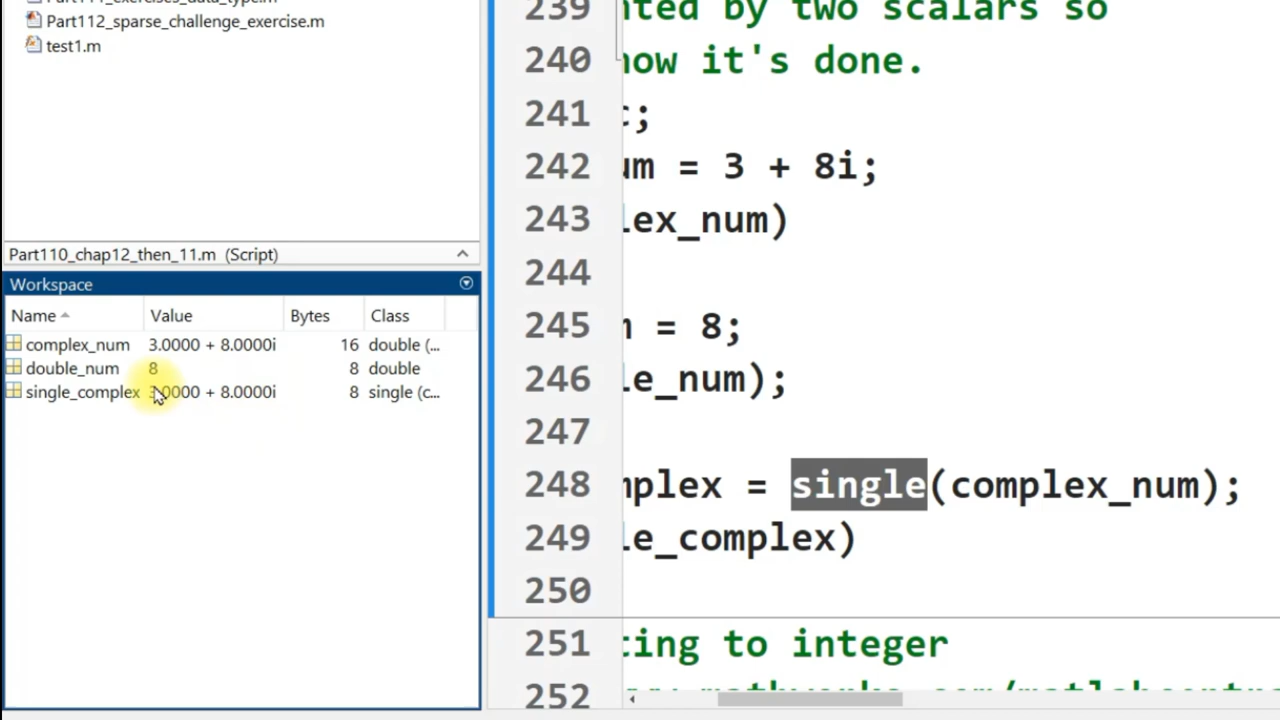 Part112_sparse_challenge_exercise.m
test1.m
Part110_chap12_then_11.m (Script)
Workspace
Name Value Bytes Class
complex_num 3.0000 + 8.0000i 16 double (...
double_num 8 8 double
single_complex 3.0000 + 8.0000i 8 single (c...
239 nted by two scalars so
240 now it's done.
241 c;
242 um = 3 + 8i;
243 lex_num)
244
245 m = 8;
246 le_num);
247
248 mplex = single(complex_num);
249 le_complex)
250
251 ting to integer
252